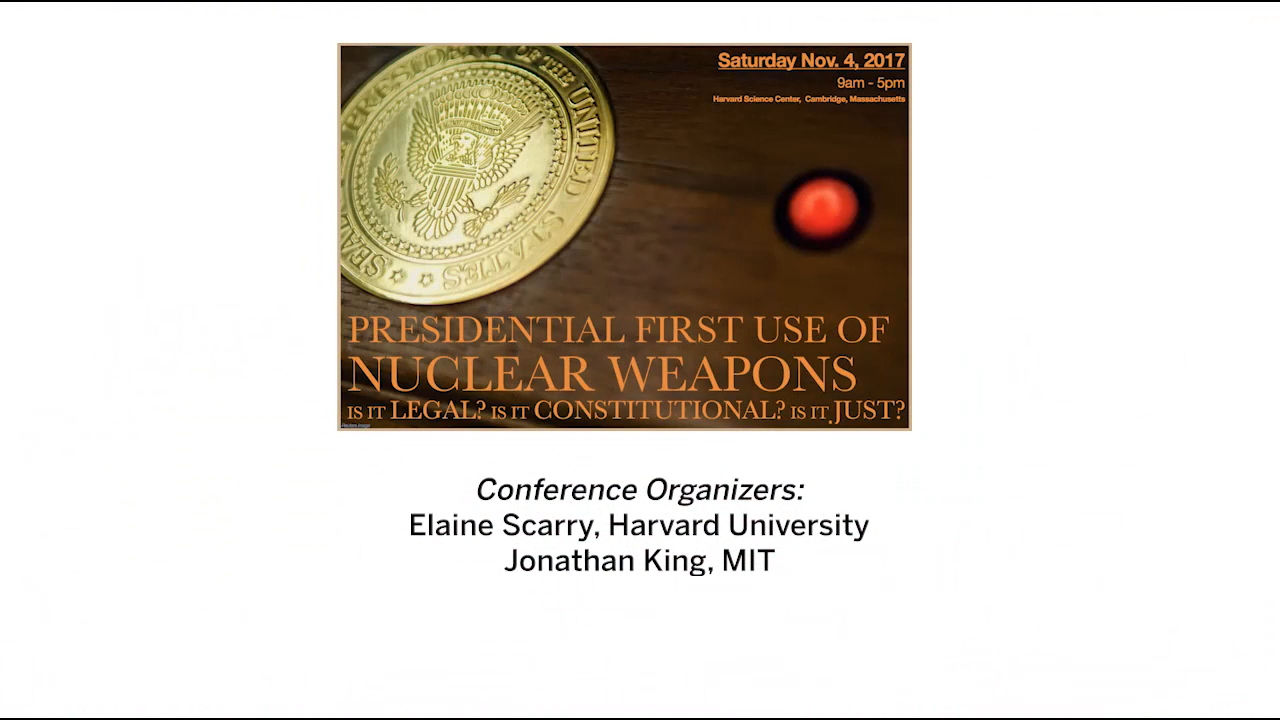 SEAL
PRESIDENT OF THE UNITED
STATES
Saturday Nov. 4, 2017
9am - 5pm
Harvard Science Center, Cambridge, Massachusetts
PRESIDENTIAL FIRST USE OF
NUCLEAR WEAPONS
IS IT LEGAL? IS IT CONSTITUTIONAL? IS IT JUST?
Reuters Image
Conference Organizers:
Elaine Scarry, Harvard University
Jonathan King, MIT